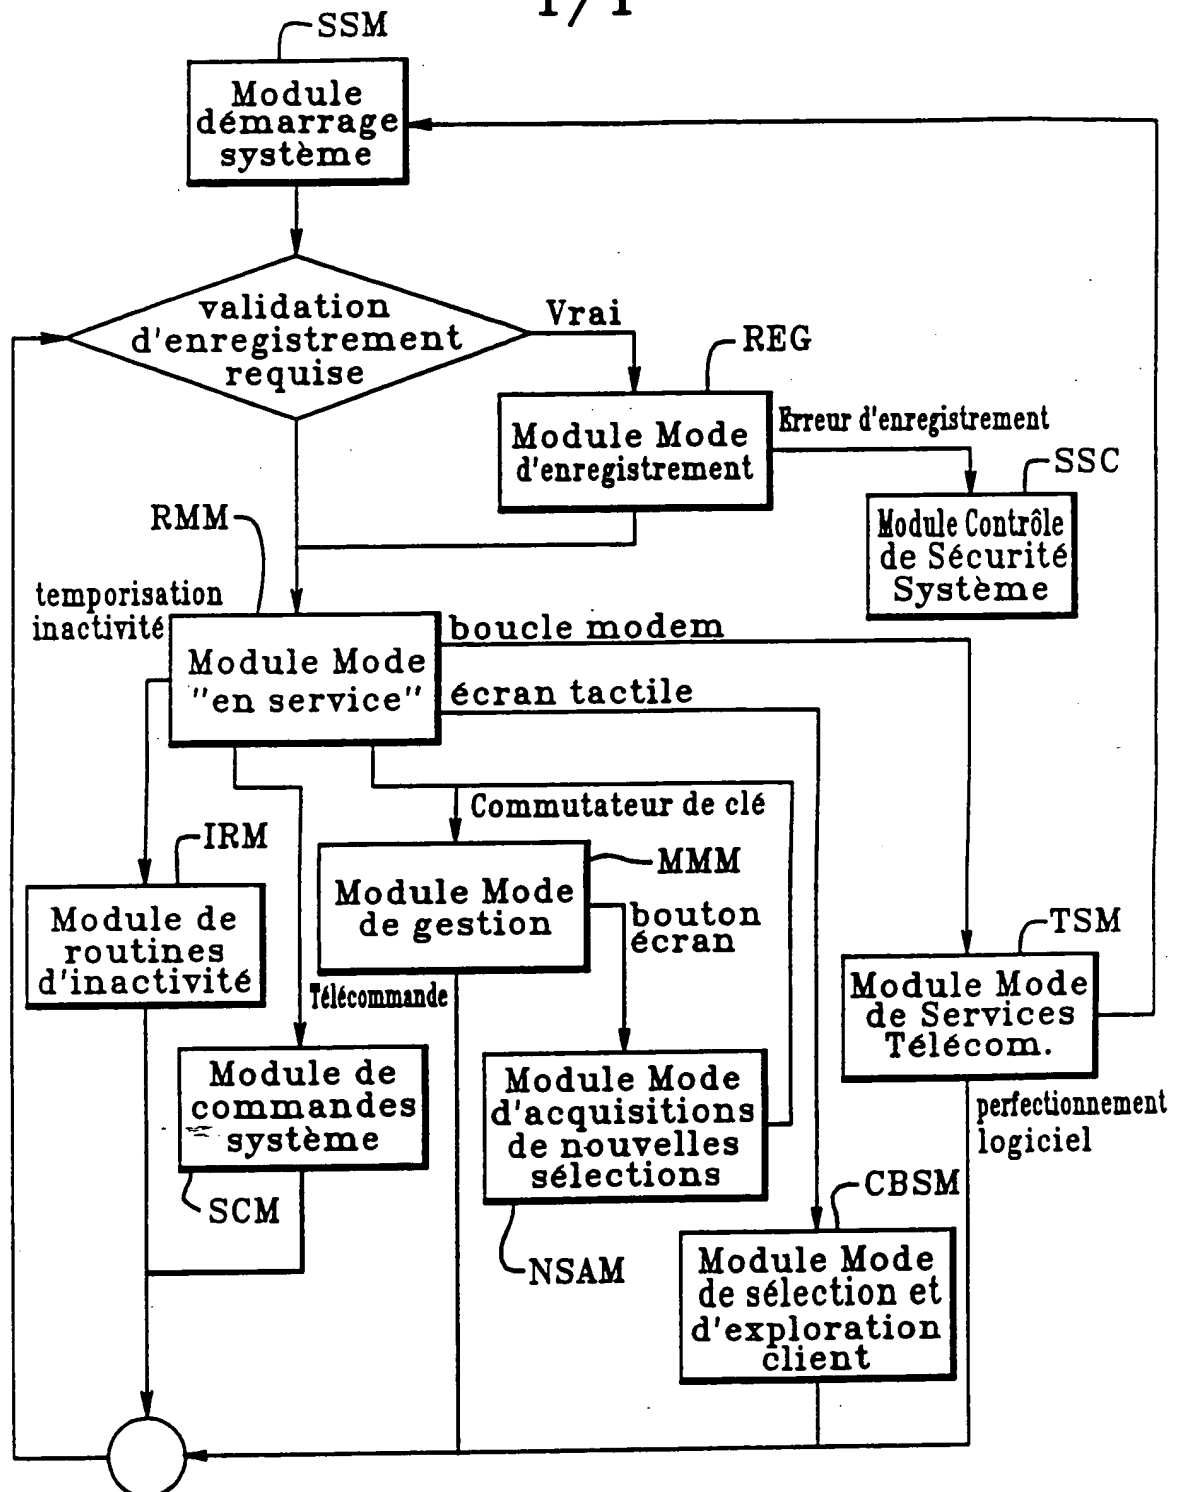 1/1
SSM
Module
démarrage
système
validation
d'enregistrement
requise
Vrai
REG
Module Mode
d'enregistrement
Erreur d'enregistrement
SSC
Module Contrôle
de Sécurité
Système
RMM
temporisation
inactivité
Module Mode
"en service"
boucle modem
écran tactile
Commutateur de clé
IRM
Module de
routines
d'inactivité
MMM
Module Mode
de gestion
bouton
écran
Télécommande
TSM
Module Mode
de Services
Télécom.
perfectionnement
logiciel
Module de
commandes
système
SCM
Module Mode
d'acquisitions
de nouvelles
sélections
NSAM
CBSM
Module Mode
de sélection et
d'exploration
client